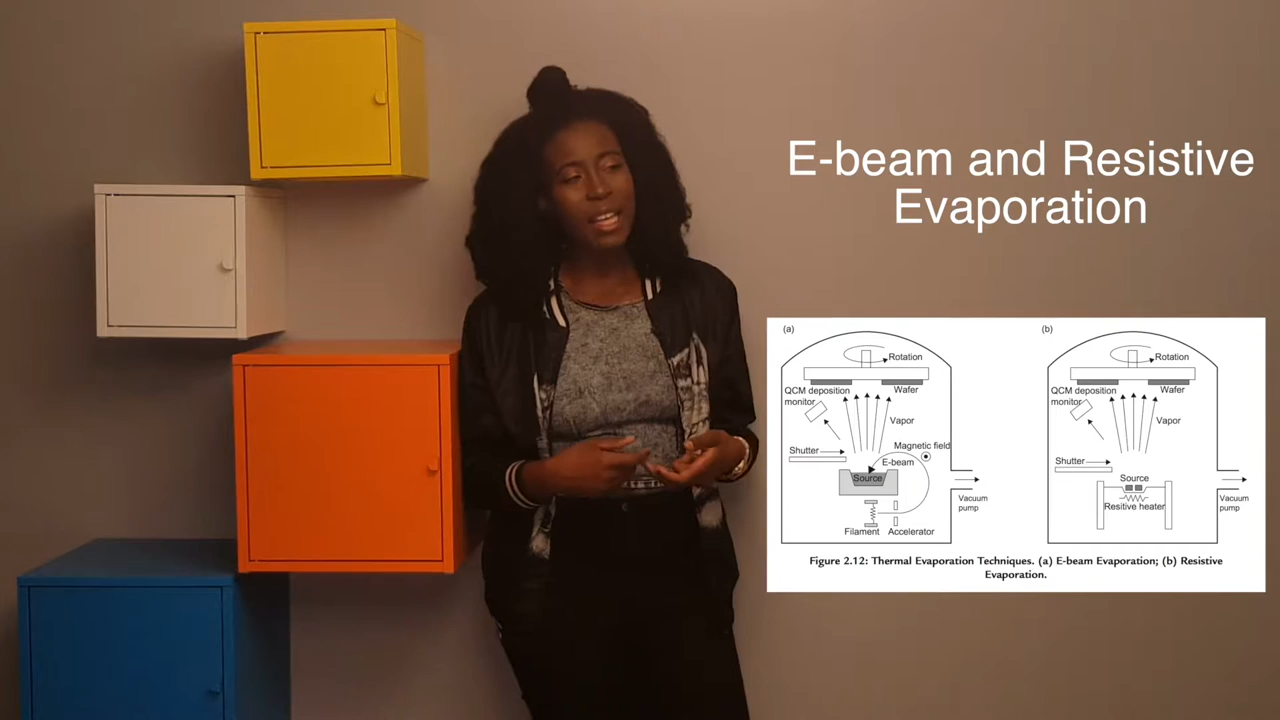 E-beam and Resistive
Evaporation
(a)
Rotation
QCM deposition
monitor
Wafer
Vapor
Shutter
Magnetic field
E-beam
Source
Vacuum
pump
Filament
Accelerator
(b)
Rotation
QCM deposition
monitor
Wafer
Vapor
Shutter
Source
Resitive heater
Vacuum
pump
Figure 2.12: Thermal Evaporation Techniques. (a) E-beam Evaporation; (b) Resistive
Evaporation.